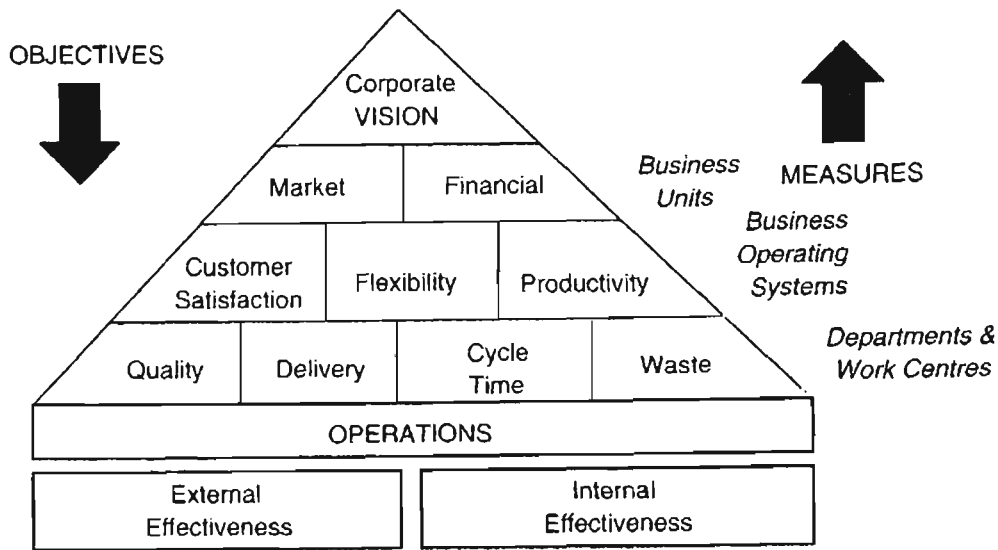 OBJECTIVES
Corporate
VISION
Market
Financial
Business
Units
MEASURES
Customer
Satisfaction
Flexibility
Productivity
Business
Operating
Systems
Quality
Delivery
Cycle
Time
Waste
Departments &
Work Centres
OPERATIONS
External
Effectiveness
Internal
Effectiveness